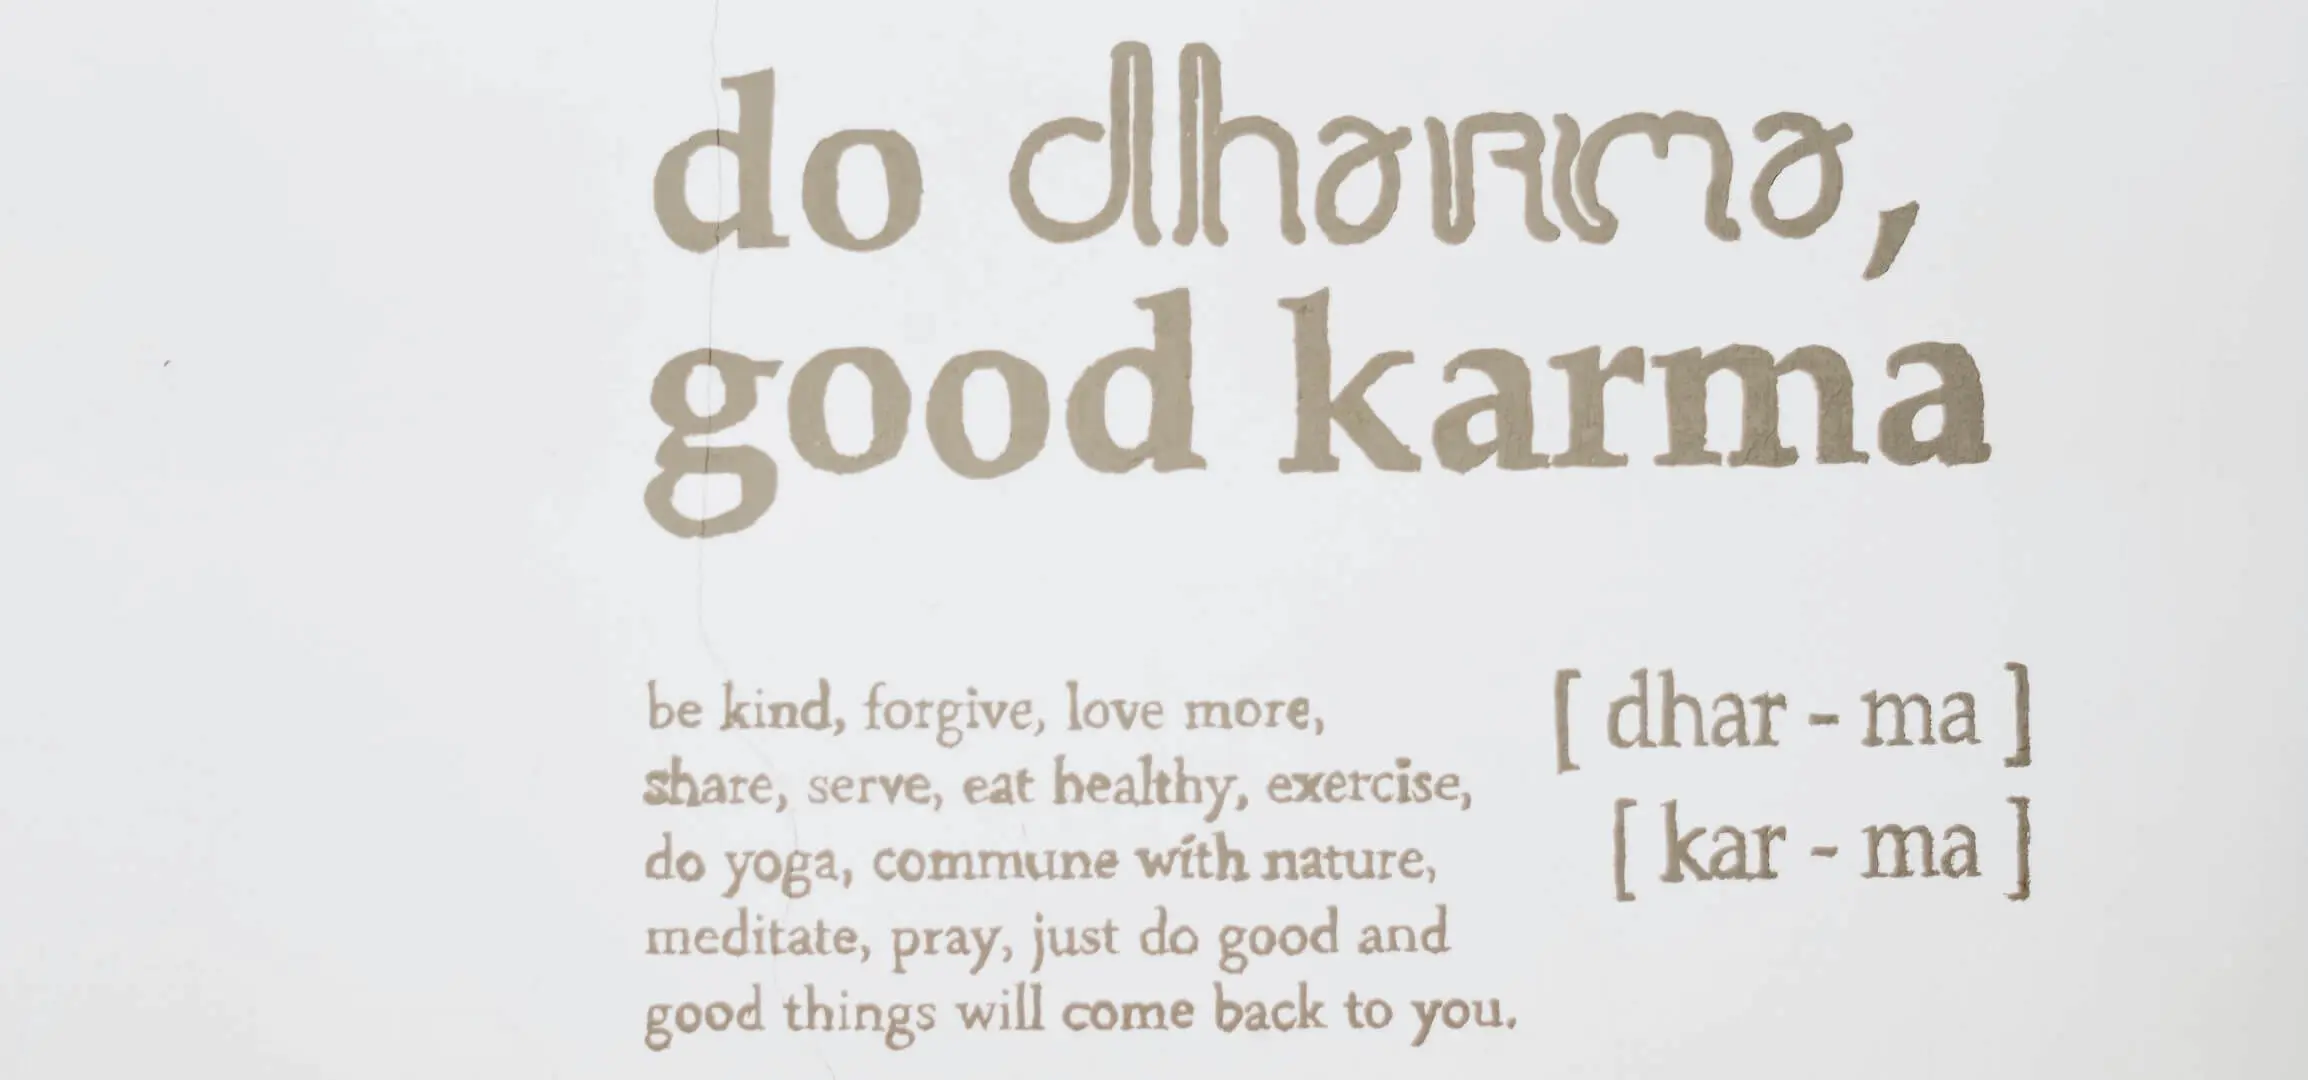 do dharma,
good karma
be kind, forgive, love more,
share, serve, eat healthy, exercise,
do yoga, commune with nature,
meditate, pray, just do good and
good things will come back to you.
[ dhar - ma ]
[ kar - ma ]